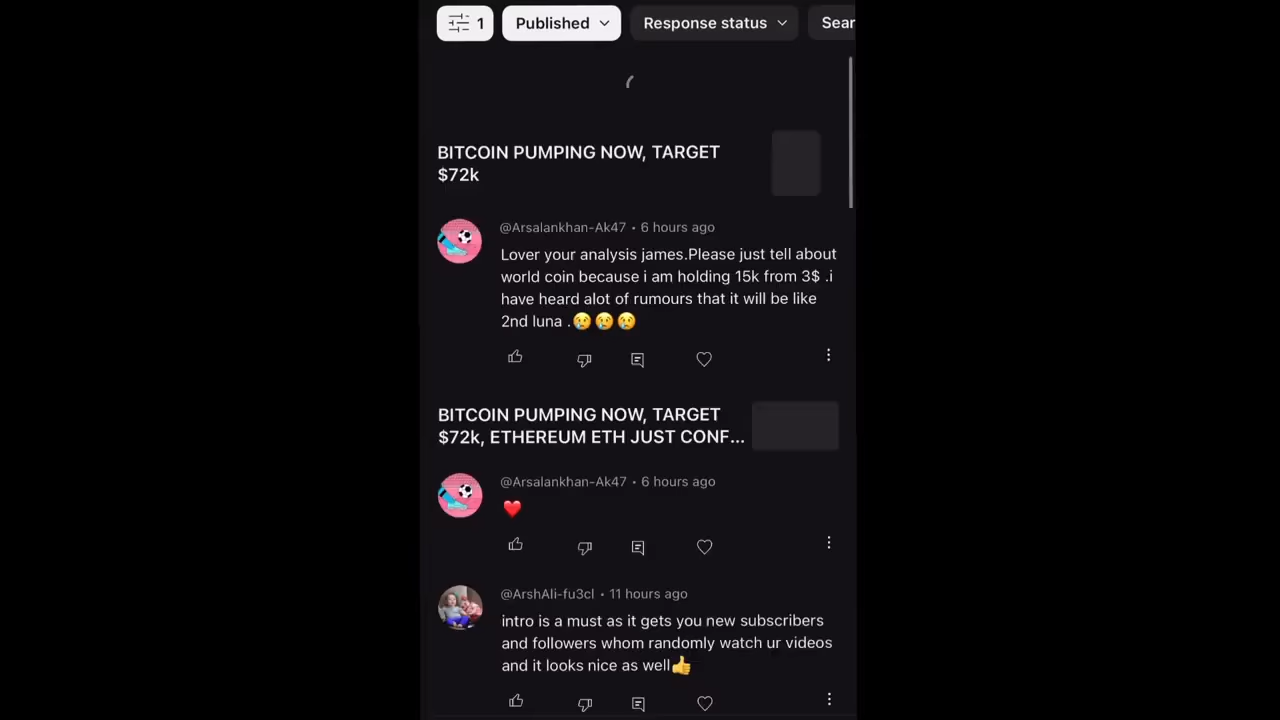 1 Published Response status Sear
BITCOIN PUMPING NOW, TARGET
$72k
@Arsalankhan-Ak47 • 6 hours ago
Lover your analysis james.Please just tell about
world coin because i am holding 15k from 3$ .i
have heard alot of rumours that it will be like
2nd luna .😢😢😢
BITCOIN PUMPING NOW, TARGET
$72k, ETHEREUM ETH JUST CONF...
@Arsalankhan-Ak47 • 6 hours ago
❤️
@ArshAli-fu3cl • 11 hours ago
intro is a must as it gets you new subscribers
and followers whom randomly watch ur videos
and it looks nice as well👍